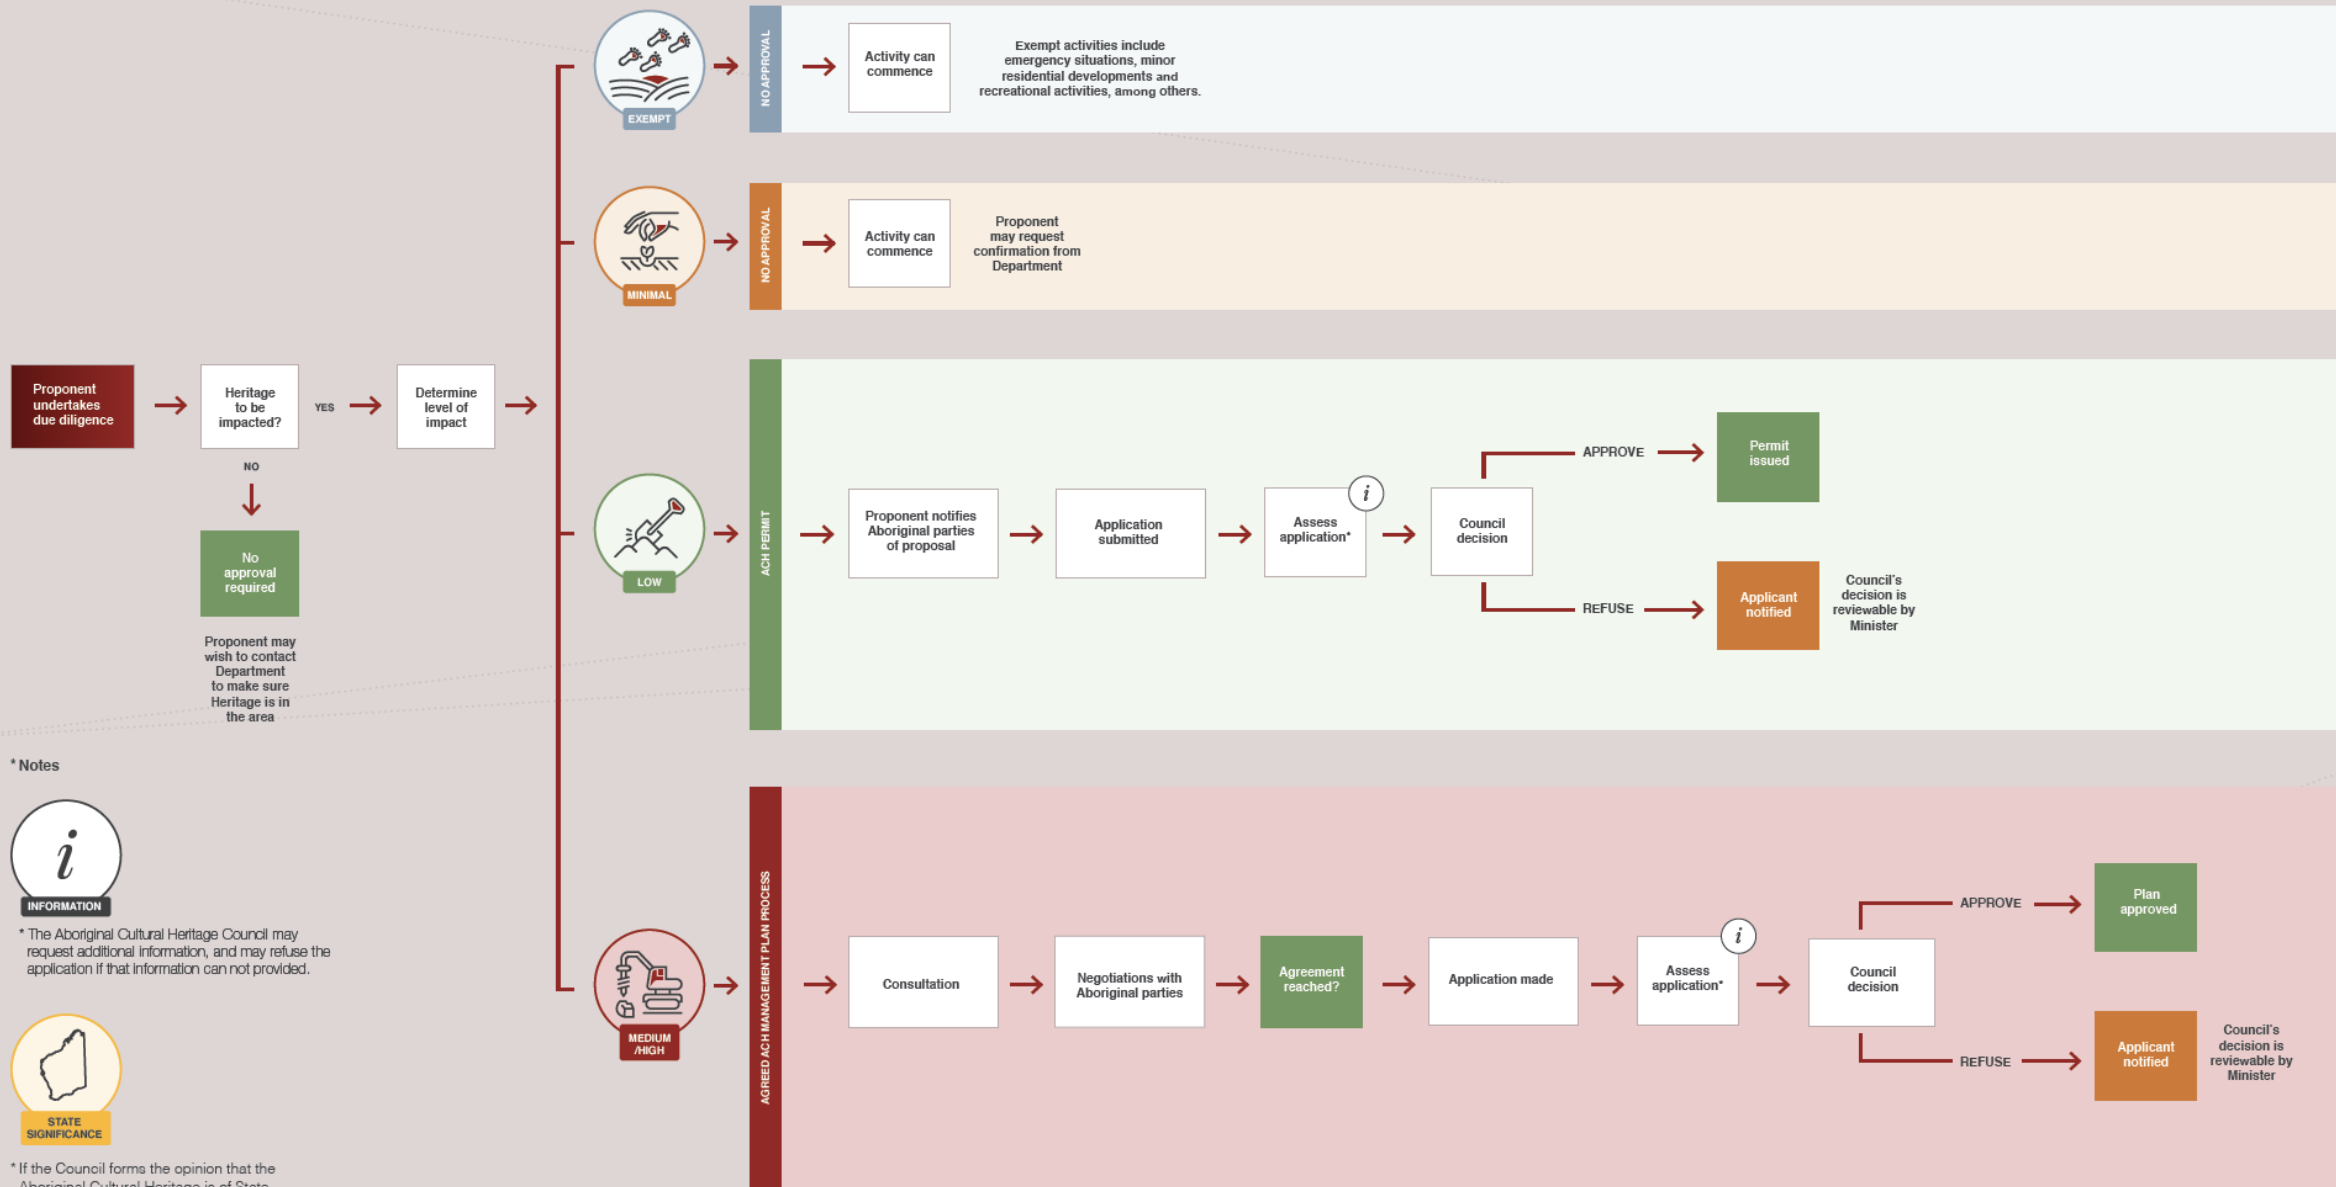 NO APPROVAL
Activity can
commence
Exempt activities include
emergency situations, minor
residential developments and
recreational activities, among others.
EXEMPT
NO APPROVAL
Activity can
commence
Proponent
may request
confirmation from
Department
MINIMAL
Proponent
undertakes
due diligence
Heritage
to be
impacted?
YES
Determine
level of
impact
NO
No
approval
required
Proponent may
wish to contact
Department
to make sure
Heritage is in
the area
LOW
ACH PERMIT
Proponent notifies
Aboriginal parties
of proposal
Application
submitted
Assess
application*
i
Council
decision
APPROVE
Permit
issued
REFUSE
Applicant
notified
Council's
decision is
reviewable by
Minister
* Notes
i
INFORMATION
* The Aboriginal Cultural Heritage Council may
request additional information, and may refuse the
application if that information can not provided.
STATE
SIGNIFICANCE
* If the Council forms the opinion that the
Aboriginal Cultural Heritage is of State
MEDIUM
/HIGH
AGREED ACH MANAGEMENT PLAN PROCESS
Consultation
Negotiations with
Aboriginal parties
Agreement
reached?
Application made
Assess
application*
i
Council
decision
APPROVE
Plan
approved
REFUSE
Applicant
notified
Council's
decision is
reviewable by
Minister